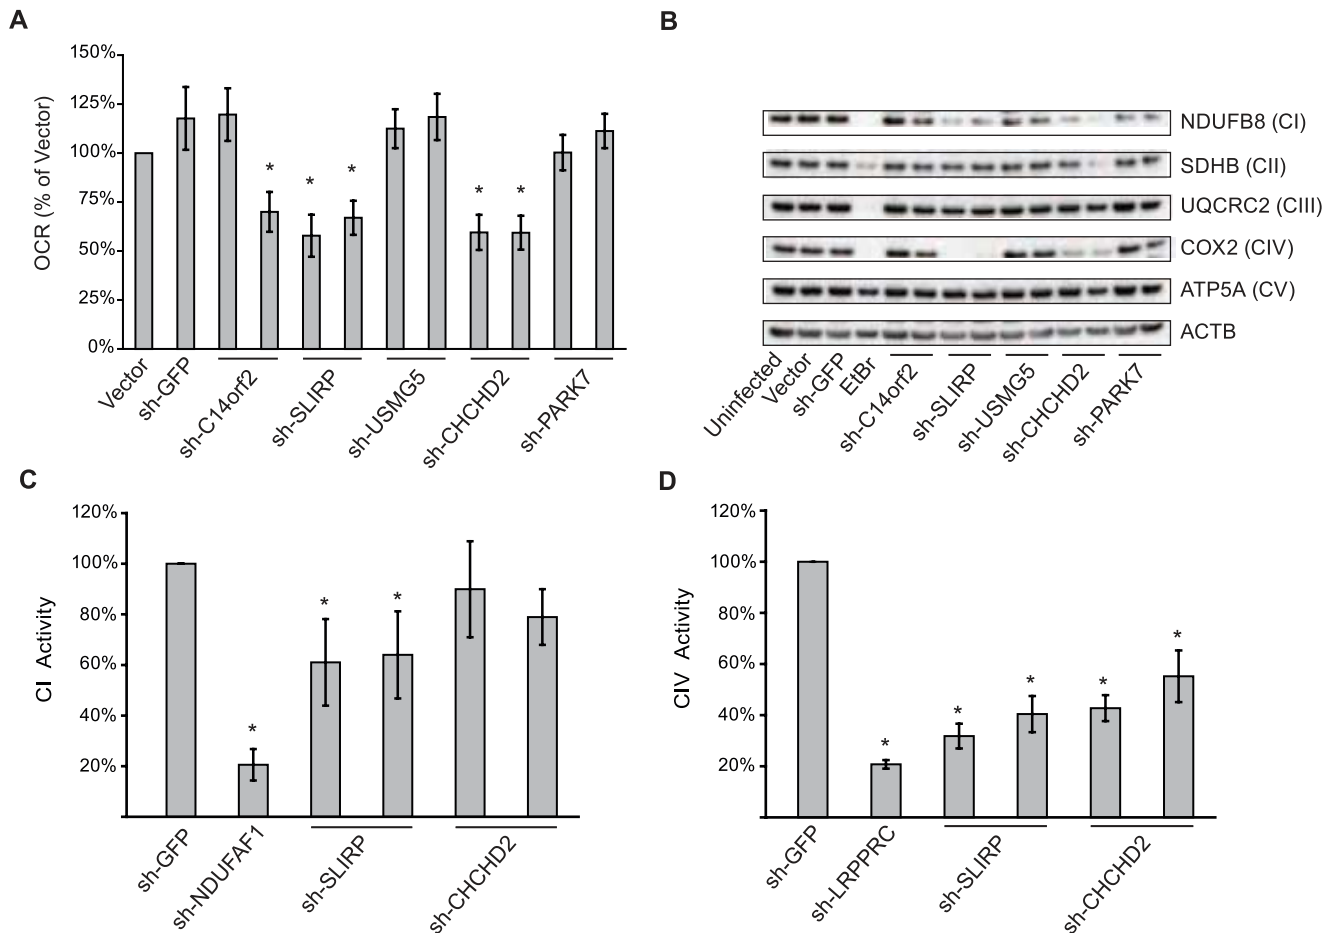 A
150%
125%
100%
75%
50%
25%
0%
OCR (% of Vector)
* * * * *
Vector
sh-GFP
sh-C14orf2
sh-SLIRP
sh-USMG5
sh-CHCHD2
sh-PARK7
B
NDUFB8 (CI)
SDHB (CII)
UQCRC2 (CIII)
COX2 (CIV)
ATP5A (CV)
ACTB
Uninfected
Vector
sh-GFP
EtBr
sh-C14orf2
sh-SLIRP
sh-USMG5
sh-CHCHD2
sh-PARK7
C
120%
100%
80%
60%
40%
20%
CI Activity
* * *
sh-GFP
sh-NDUFAF1
sh-SLIRP
sh-CHCHD2
D
120%
100%
80%
60%
40%
20%
CIV Activity
* * * * *
sh-GFP
sh-LRPPRC
sh-SLIRP
sh-CHCHD2